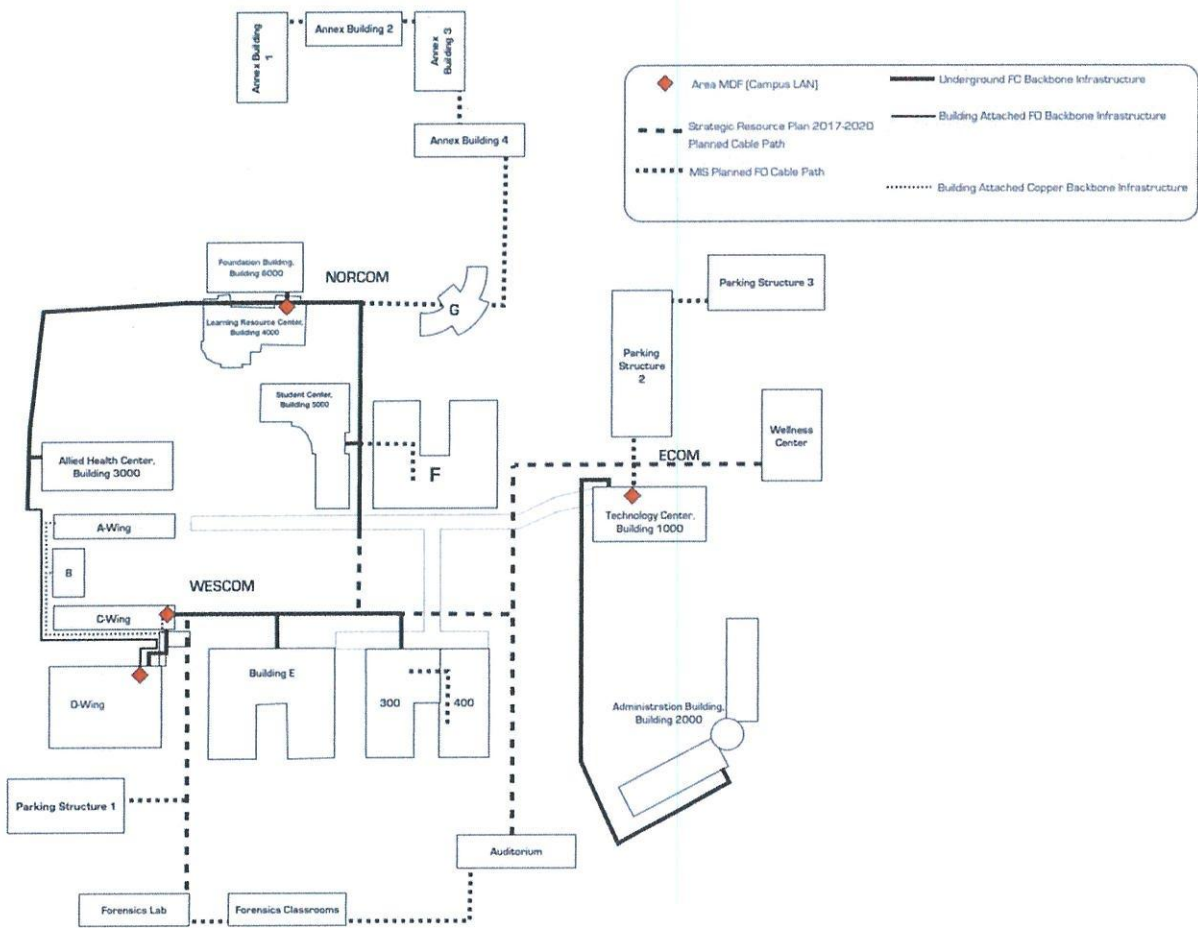 Annex Building
1
Annex Building 2
Annex
Building 3
Annex Building 4
Area MDF [Campus LAN]
Strategic Resource Plan 2017-2020
Planned Cable Path
MIS Planned FO Cable Path
Underground FO Backbone Infrastructure
Building Attached FO Backbone Infrastructure
Building Attached Copper Backbone Infrastructure
Foundation Building,
Building 6000
NORCOM
Learning Resource Center,
Building 4000
G
Parking Structure 3
Parking
Structure
2
Student Center,
Building 5000
Wellness
Center
Allied Health Center,
Building 3000
F
ECOM
A-Wing
Technology Center,
Building 1000
B
WESCOM
C-Wing
D-Wing
Building E
300
400
Administration Building,
Building 2000
Parking Structure 1
Auditorium
Forensics Lab
Forensics Classrooms